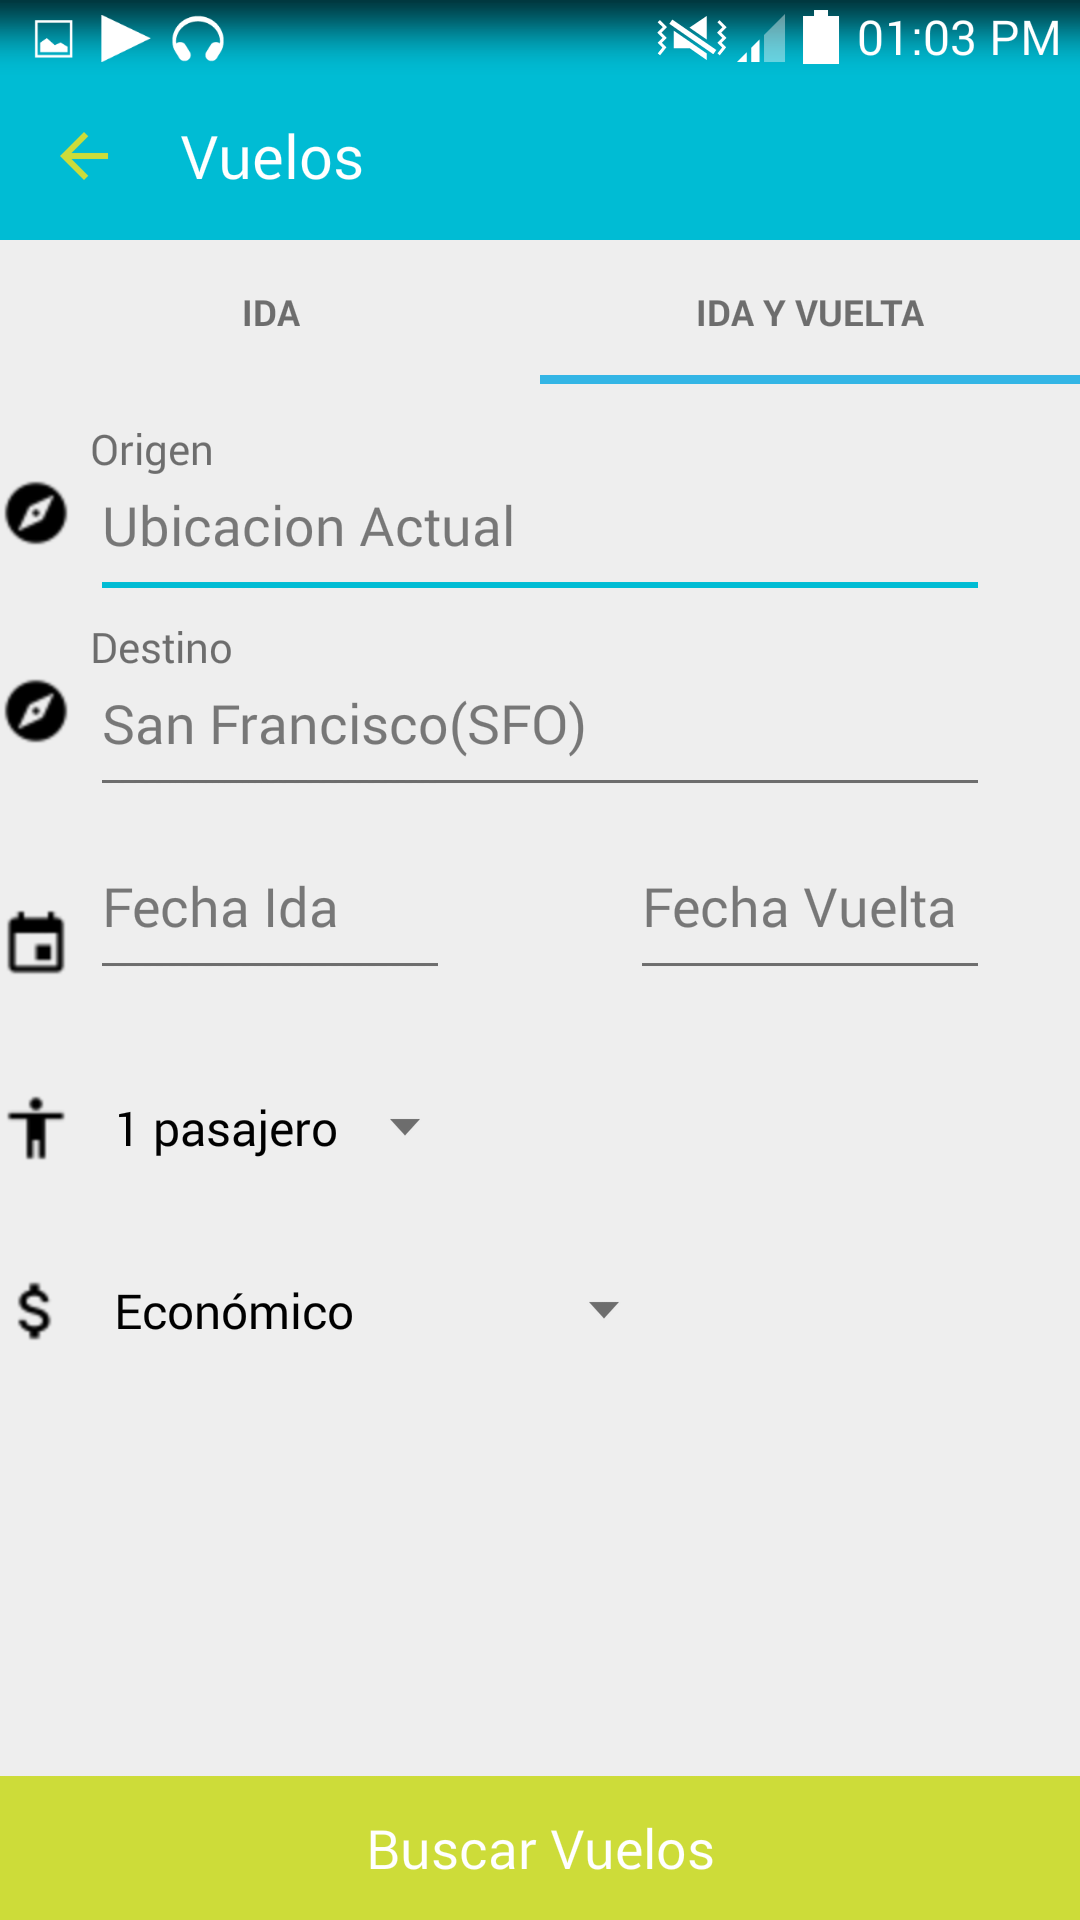 01:03 PM
Vuelos
IDA
IDA Y VUELTA
Origen
Ubicacion Actual
Destino
San Francisco(SFO)
Fecha Ida
Fecha Vuelta
1 pasajero
Económico
Buscar Vuelos